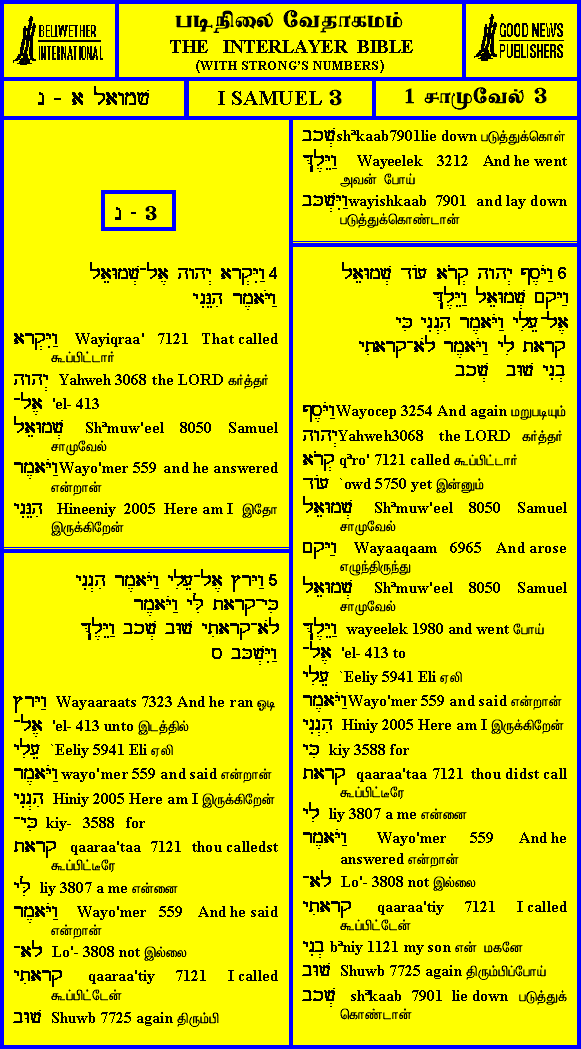 BELLWETHER
INTERNATIONAL
படிநிலை வேதாகமம்
THE INTERLAYER BIBLE
(WITH STRONG'S NUMBERS)
GOOD NEWS
PUBLISHERS
שמואל א - נ
I SAMUEL 3
1 சாமுவேல் 3
נ - 3
4 וַיִּקְרָא יְהוָה אֶל־שְׁמוּאֵל
וַיֹּאמֶר הִנֵּנִי
וַיִּקְרָא Wayiqraa' 7121 That called
கூப்பிட்டார்
יְהוָה Yahweh 3068 the LORD கர்த்தர்
אֶל־ 'el- 413
שְׁמוּאֵל Shᵃmuw'eel 8050 Samuel
சாமுவேல்
וַיֹּאמֶר Wayo'mer 559 and he answered
என்றான்
הִנֵּנִי Hineeniy 2005 Here am I இதோ
இருக்கிறேன்
5 וַיָּרָץ אֶל־עֵלִי וַיֹּאמֶר הִנְנִי
כִּי־קָרָאתָ לִּי וַיֹּאמֶר
לֹא־קָרָאתִי שׁוּב שְׁכָב וַיֵּלֶךְ
וַיִּשְׁכָּב ס
וַיָּרָץ Wayaaraats 7323 And he ran ஓடி
אֶל־ 'el- 413 unto இடத்தில்
עֵלִי `Eeliy 5941 Eli ஏலி
וַיֹּאמֶר wayo'mer 559 and said என்றான்
הִנְנִי Hiniy 2005 Here am I இருக்கிறேன்
כִּי־ kiy- 3588 for
קָרָאתָ qaaraa'taa 7121 thou calledst
கூப்பிட்டீரே
לִּי liy 3807 a me என்னை
וַיֹּאמֶר Wayo'mer 559 And he said
என்றான்
לֹא־ Lo'- 3808 not இல்லை
קָרָאתִי qaaraa'tiy 7121 I called
கூப்பிட்டேன்
שׁוּב Shuwb 7725 again திரும்பி
שְׁכָב shᵃkaab 7901 lie down படுத்துக்கொள்
וַיֵּלֶךְ Wayeelek 3212 And he went
அவன் போய்
וַיִּשְׁכָּב wayishkaab 7901 and lay down
படுத்துக்கொண்டான்
6 וַיֹּסֶף יְהוָה קְרֹא עוֹד שְׁמוּאֵל
וַיָּקָם שְׁמוּאֵל וַיֵּלֶךְ
אֶל־עֵלִי וַיֹּאמֶר הִנְנִי כִּי
קָרָאתָ לִי וַיֹּאמֶר לֹא־קָרָאתִי
בְנִי שׁוּב שְׁכָב
וַיֹּסֶף Wayocep 3254 And again மறுபடியும்
יְהוָה Yahweh3068 the LORD கர்த்தர்
קְרֹא qᵃro' 7121 called கூப்பிட்டார்
עוֹד `owd 5750 yet இன்னும்
שְׁמוּאֵל Shᵃmuw'eel 8050 Samuel
சாமுவேல்
וַיָּקָם Wayaaqaam 6965 And arose
எழுந்திருந்து
שְׁמוּאֵל Shᵃmuw'eel 8050 Samuel
சாமுவேல்
וַיֵּלֶךְ wayeelek 1980 and went போய்
אֶל־ 'el- 413 to
עֵלִי `Eeliy 5941 Eli ஏலி
וַיֹּאמֶר Wayo'mer 559 and said என்றான்
הִנְנִי Hiniy 2005 Here am I இருக்கிறேன்
כִּי kiy 3588 for
קָרָאתָ qaaraa'taa 7121 thou didst call
கூப்பிட்டீரே
לִי liy 3807 a me என்னை
וַיֹּאמֶר Wayo'mer 559 And he
answered என்றான்
לֹא־ Lo'- 3808 not இல்லை
קָרָאתִי qaaraa'tiy 7121 I called
கூப்பிட்டேன்
בְנִי bᵃniy 1121 my son என் மகனே
שׁוּב Shuwb 7725 again திரும்பிப்போய்
שְׁכָב shᵃkaab 7901 lie down படுத்துக்
கொண்டான்